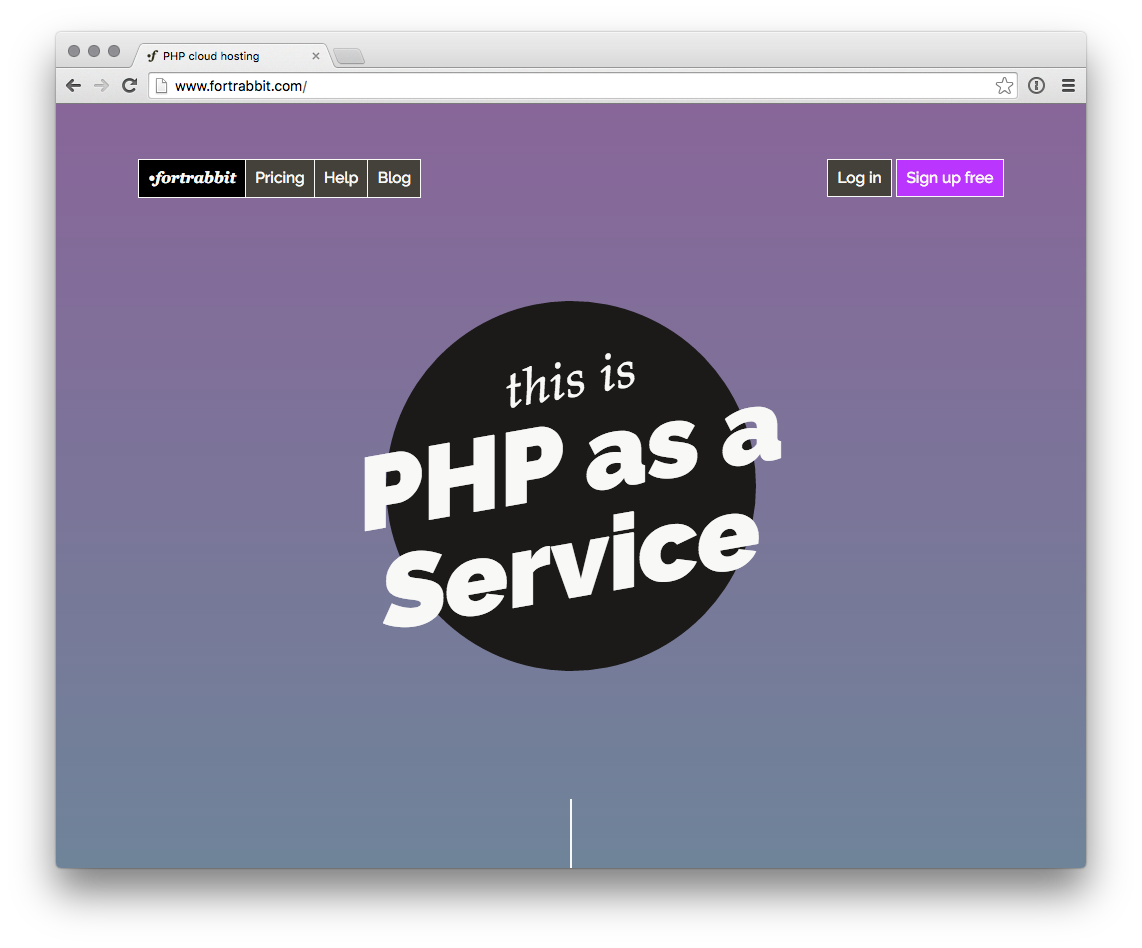 PHP cloud hosting
www.fortrabbit.com/
•fortrabbit Pricing Help Blog Log in Sign up free
this is
PHP as a
Service